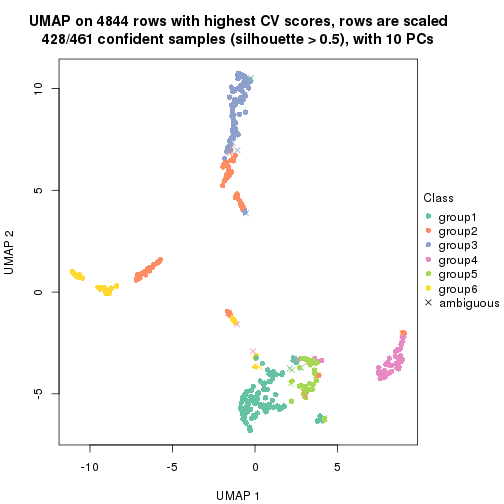 UMAP on 4844 rows with highest CV scores, rows are scaled
428/461 confident samples (silhouette > 0.5), with 10 PCs
10
5
0
-5
UMAP 2
-10
-5
0
5
UMAP 1
Class
group1
group2
group3
group4
group5
group6
ambiguous